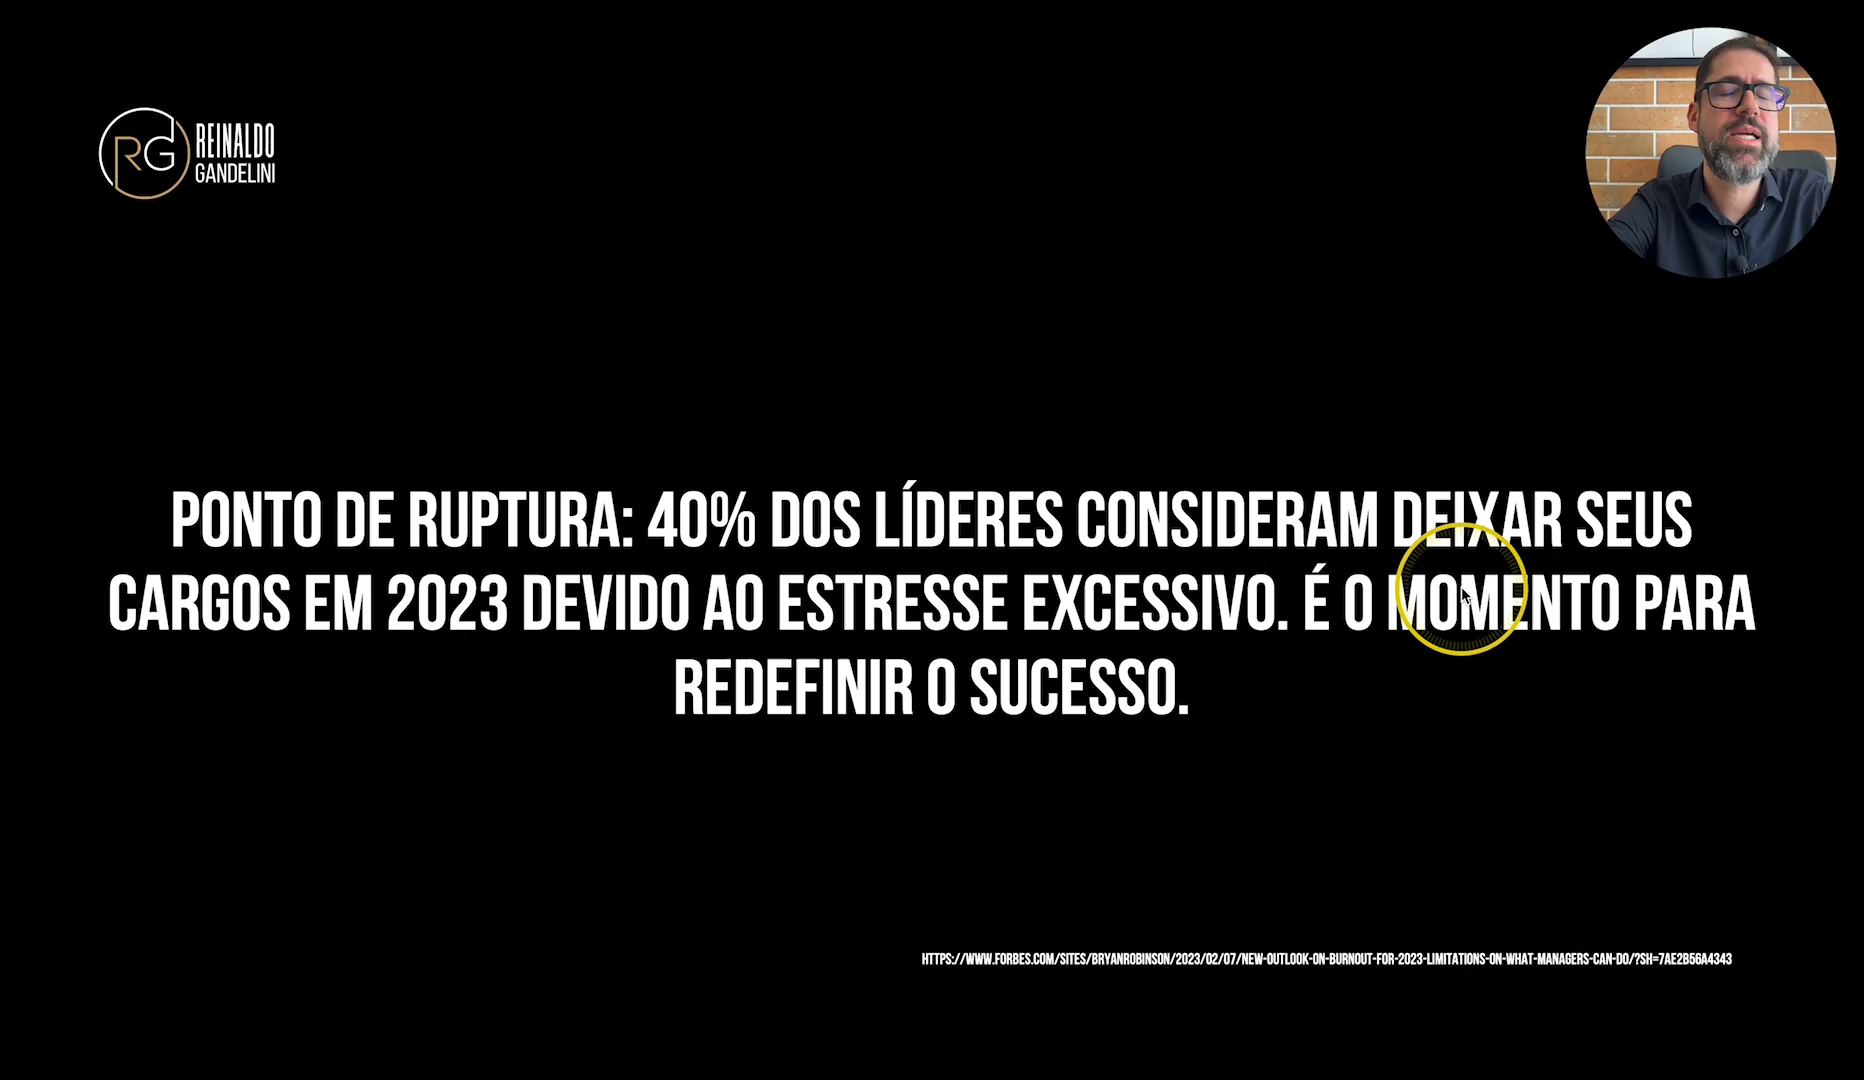 RG REINALDO
GANDELINI
PONTO DE RUPTURA: 40% DOS LÍDERES CONSIDERAM DEIXAR SEUS
CARGOS EM 2023 DEVIDO AO ESTRESSE EXCESSIVO. É O MOMENTO PARA
REDEFINIR O SUCESSO.
HTTPS://WWW.FORBES.COM/SITES/BRYANROBINSON/2023/02/07/NEW-OUTLOOK-ON-BURNOUT-FOR-2023-LIMITATIONS-ON-WHAT-MANAGERS-CAN-DO/?SH=7AE2B56A4343